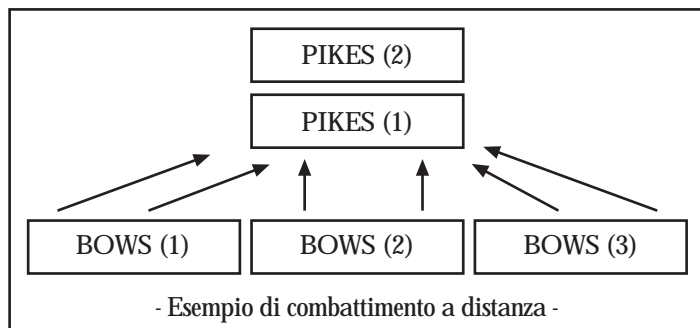 PIKES (2)
PIKES (1)
BOWS (1) BOWS (2) BOWS (3)
- Esempio di combattimento a distanza -